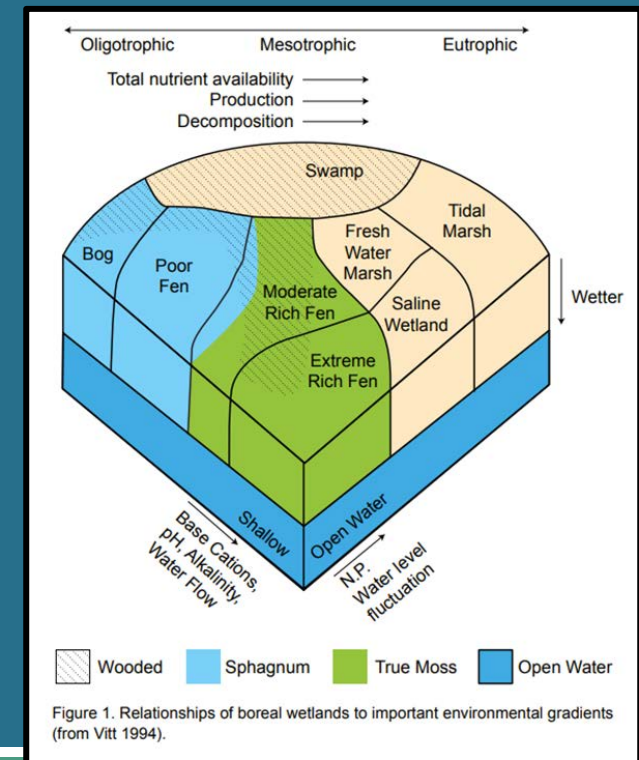 Oligotrophic Mesotrophic Eutrophic
Total nutrient availability
Production
Decomposition
Swamp
Tidal
Marsh
Fresh
Water
Marsh
Bog
Poor
Fen
Moderate
Rich Fen
Saline
Wetland
Wetter
Extreme
Rich Fen
Shallow
Open Water
Base Cations,
pH, Alkalinity,
Water Flow
N.P.
Water level
fluctuation
Wooded Sphagnum True Moss Open Water
Figure 1. Relationships of boreal wetlands to important environmental gradients
(from Vitt 1994).